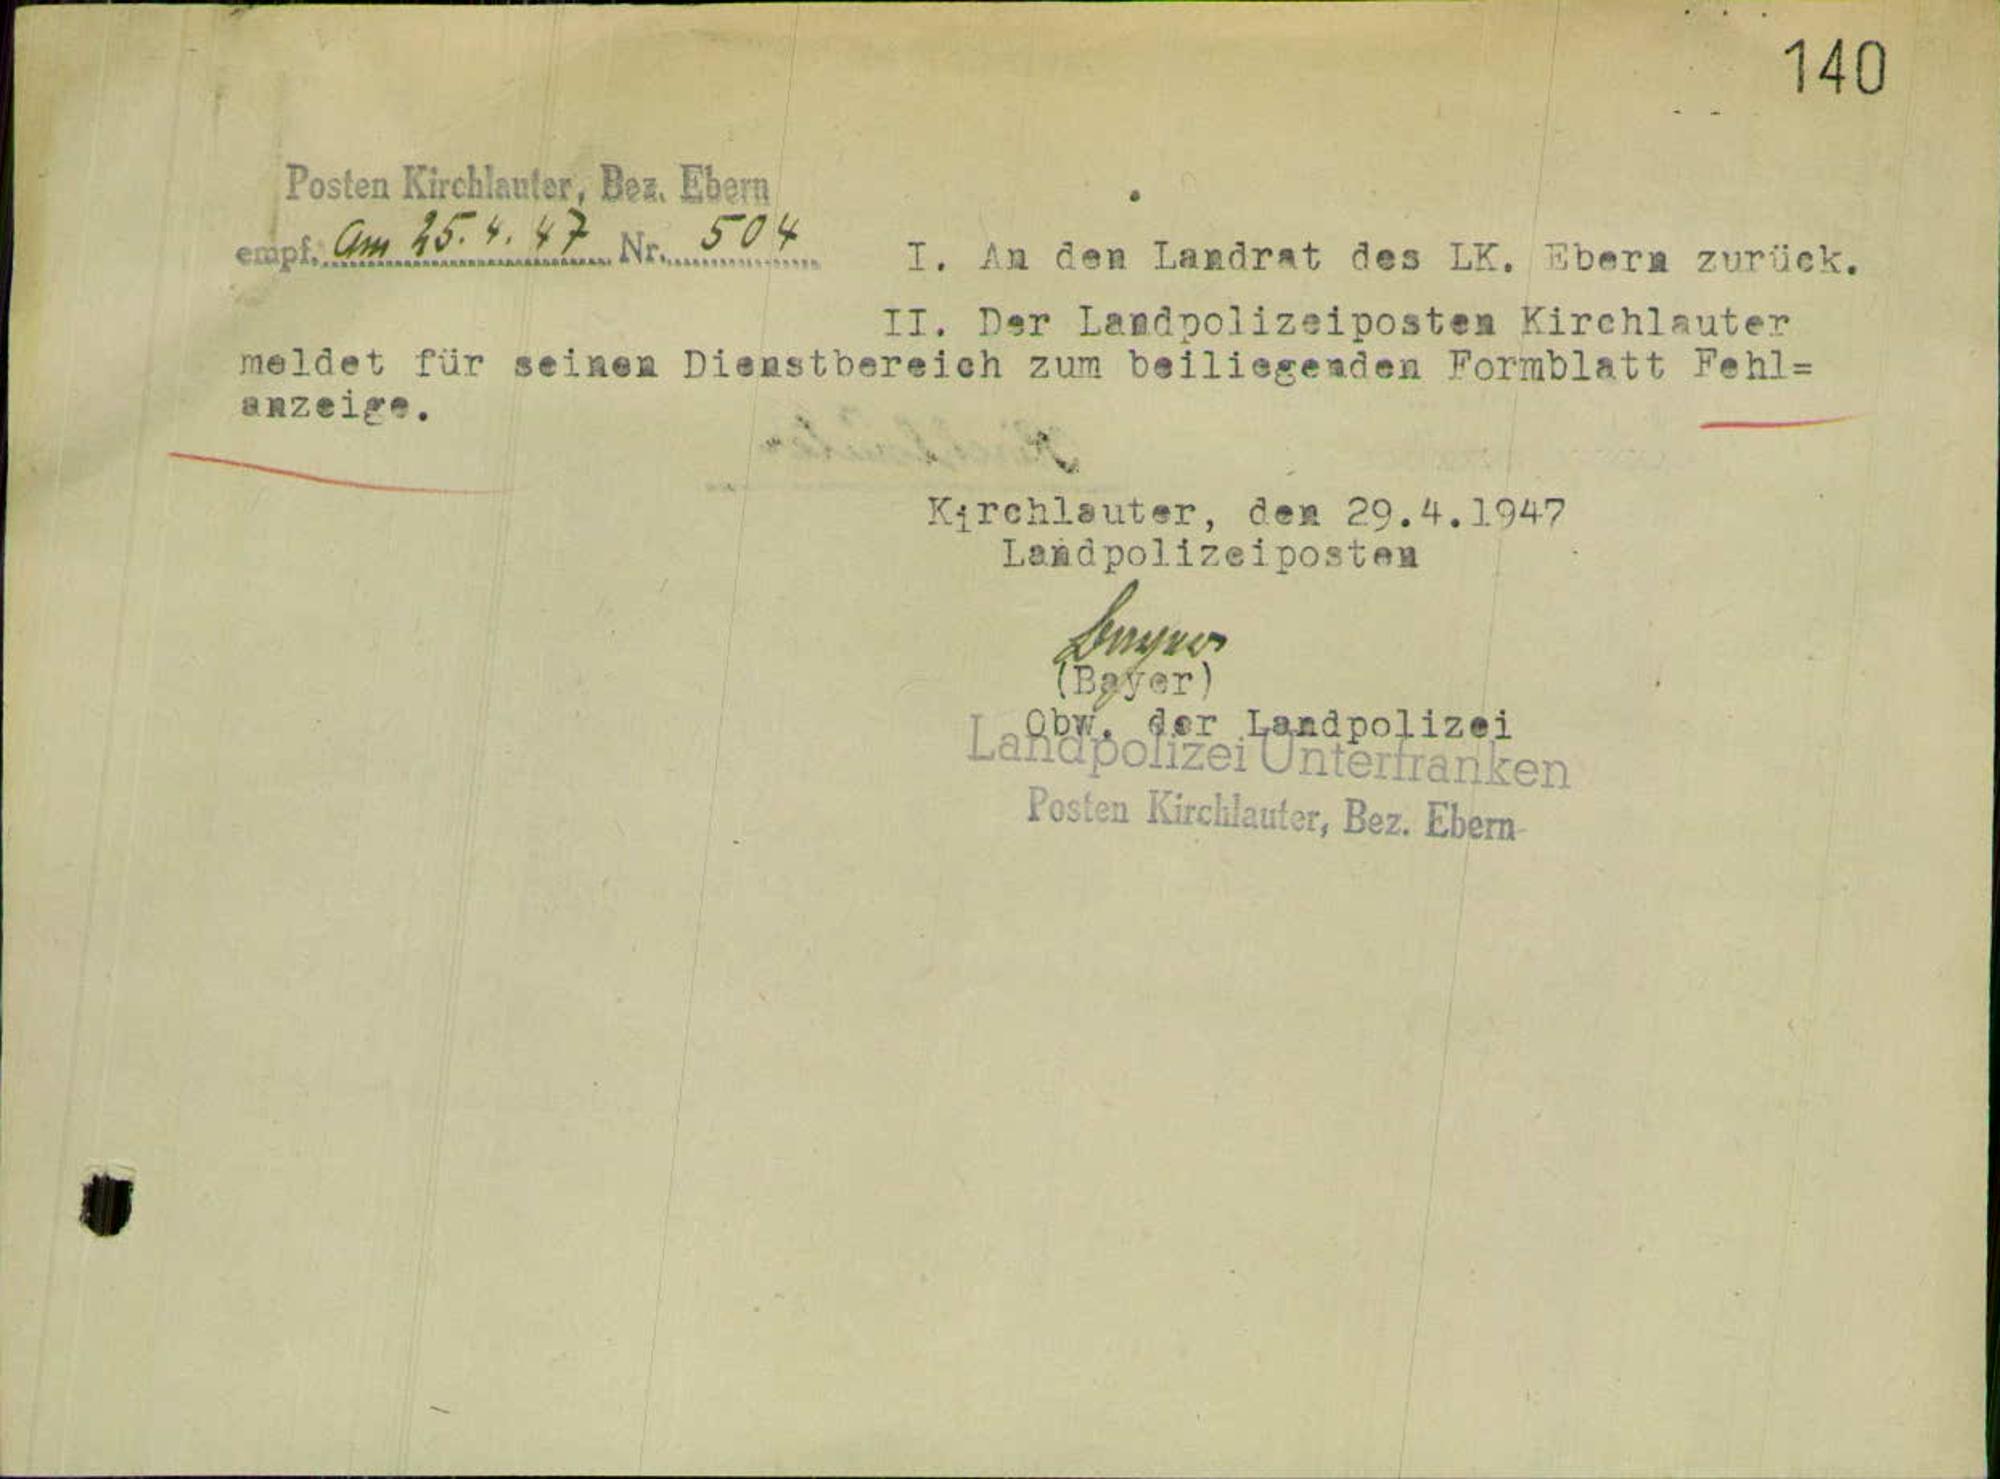 140
Posten Kirchlauter, Bez. Ebern
empf. am 25.4.47 Nr. 504
I. An den Landrat des LK. Ebern zurück.
II. Der Landpolizeiposten Kirchlauter
meldet für seinen Dienstbereich zum beiliegenden Formblatt Fehl=
anzeige.
Kirchlauter, den 29.4.1947
Landpolizeiposten
Bayer
(Bayer)
Obw. der Landpolizei
Landpolizei Unterfranken
Posten Kirchlauter, Bez. Ebern